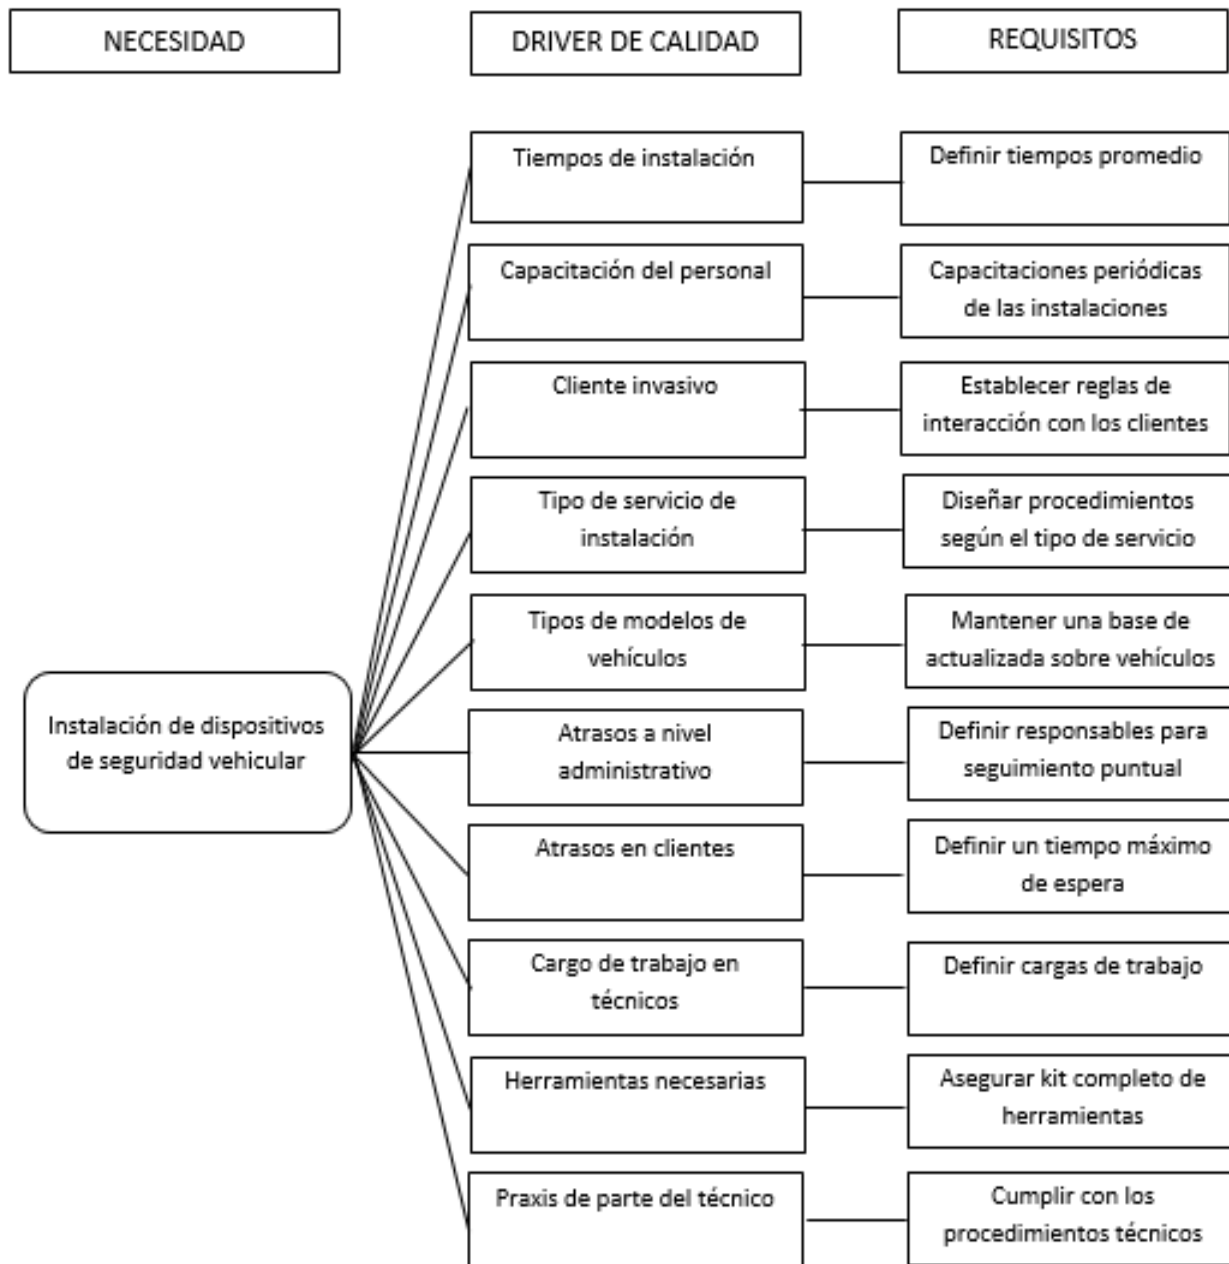 NECESIDAD
DRIVER DE CALIDAD
REQUISITOS
Tiempos de instalación
Definir tiempos promedio
Capacitación del personal
Capacitaciones periódicas
de las instalaciones
Cliente invasivo
Establecer reglas de
interacción con los clientes
Tipo de servicio de
instalación
Diseñar procedimientos
según el tipo de servicio
Tipos de modelos de
vehículos
Mantener una base de
actualizada sobre vehículos
Instalación de dispositivos
de seguridad vehicular
Atrasos a nivel
administrativo
Definir responsables para
seguimiento puntual
Atrasos en clientes
Definir un tiempo máximo
de espera
Cargo de trabajo en
técnicos
Definir cargas de trabajo
Herramientas necesarias
Asegurar kit completo de
herramientas
Praxis de parte del técnico
Cumplir con los
procedimientos técnicos